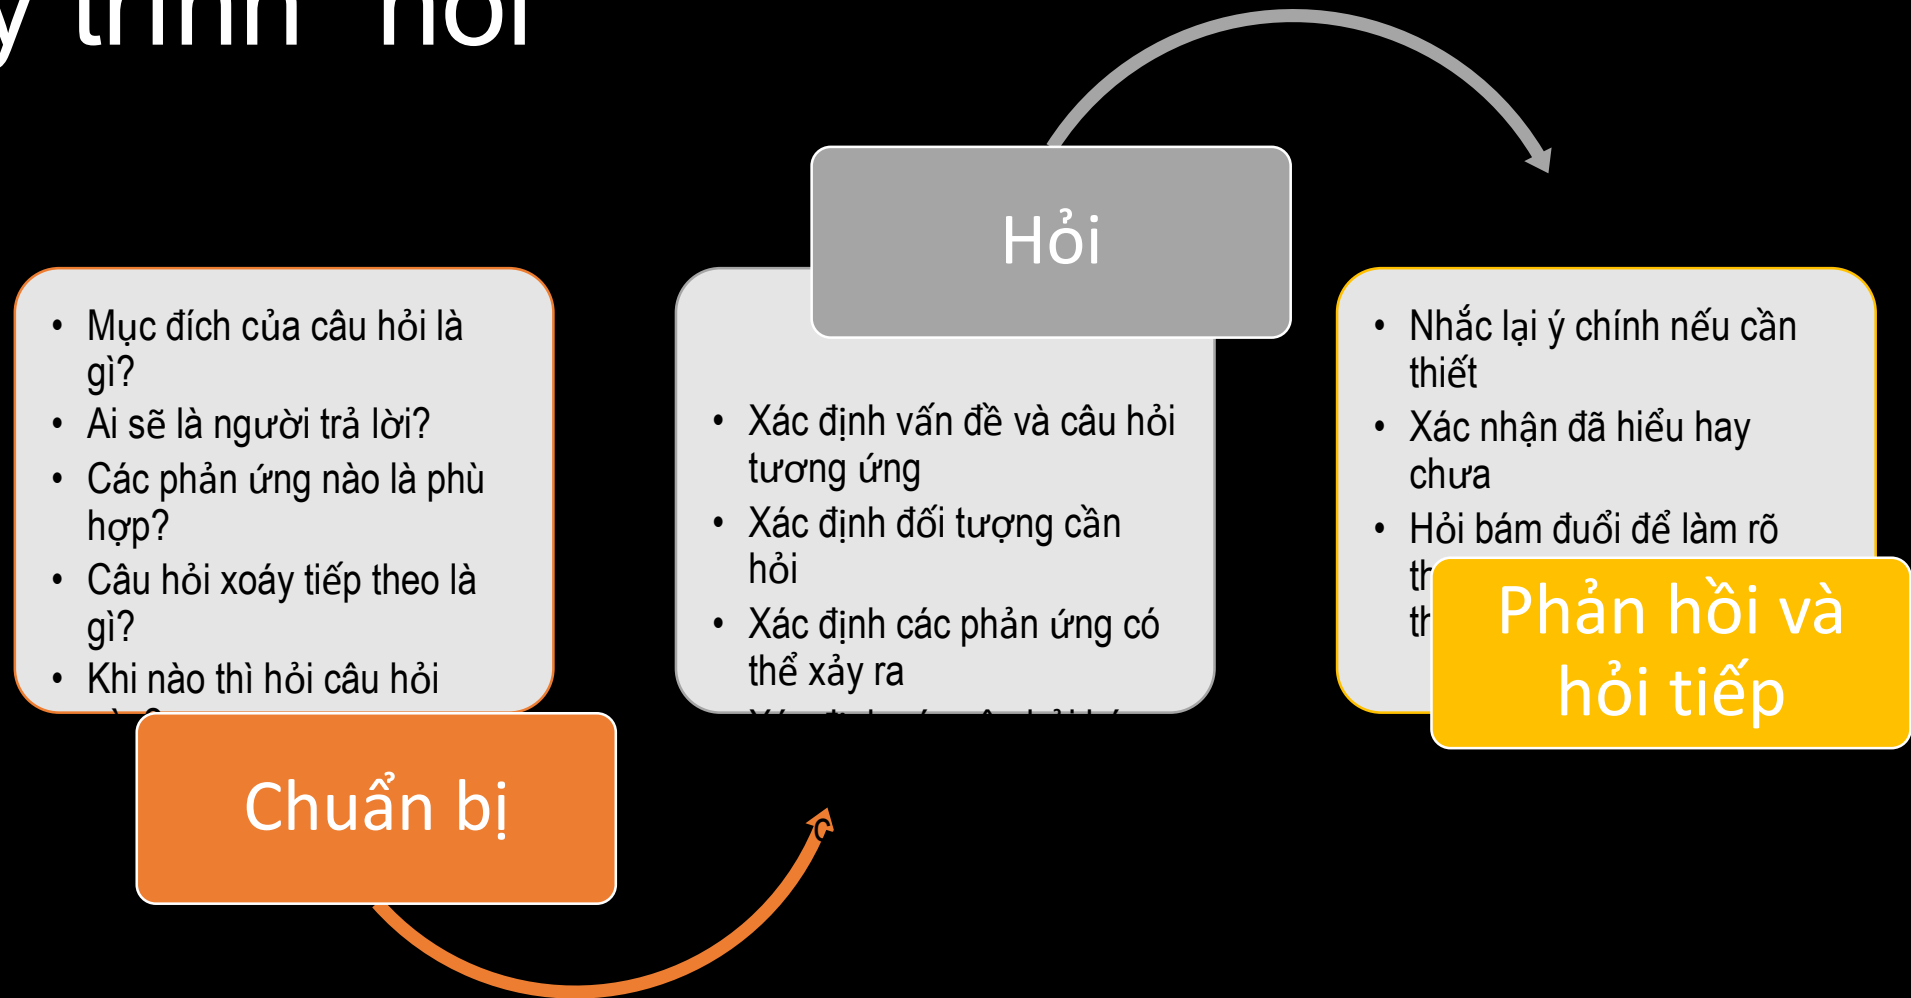 trình hỏi
Mục đích của câu hỏi là
gì?
Ai sẽ là người trả lời?
Các phản ứng nào là phù
hợp?
Câu hỏi xoáy tiếp theo là
gì?
Khi nào thì hỏi câu hỏi
Chuẩn bị
Hỏi
Xác định vấn đề và câu hỏi
tương ứng
Xác định đối tượng cần
hỏi
Xác định các phản ứng có
thể xảy ra
Nhắc lại ý chính nếu cần
thiết
Xác nhận đã hiểu hay
chưa
Hỏi bám đuổi để làm rõ
Phản hồi và
hỏi tiếp